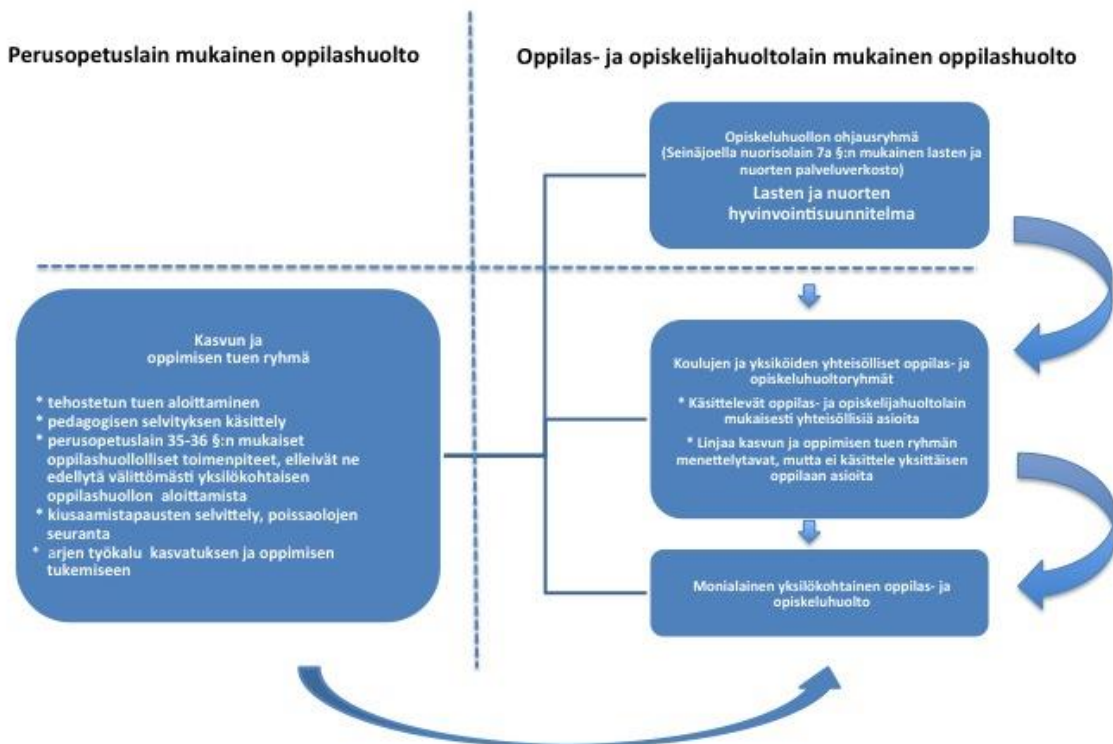 Perusopetuslain mukainen oppilashuolto
Oppilas- ja opiskelijahuoltolain mukainen oppilashuolto
Opiskeluhuollon ohjausryhmä
(Seinäjoella nuorisolain 7a §:n mukainen lasten ja
nuorten palveluverkosto)
Lasten ja nuorten
hyvinvointisuunnitelma
Kasvun ja
oppimisen tuen ryhmä
* tehostetun tuen aloittaminen
* pedagogisen selvityksen käsittely
* perusopetuslain 35-36 §:n mukaiset
oppilashuollolliset toimenpiteet, elleivät ne
edellytä välittömästi yksilökohtaisen
oppilashuollon aloittamista
* kiusaamistapausten selvittely, poissaolojen
seuranta
* arjen työkalu kasvatuksen ja oppimisen
tukemiseen
Koulujen ja yksiköiden yhteisölliset oppilas- ja
opiskeluhuoltoryhmät
* Käsittelevät oppilas- ja opiskelijahuoltolain
mukaisesti yhteisöllisiä asioita
* Linjaa kasvun ja oppimisen tuen ryhmän
menettelytavat, mutta ei käsittele yksittäisen
oppilaan asioita
Monialainen yksilökohtainen oppilas- ja
opiskeluhuolto